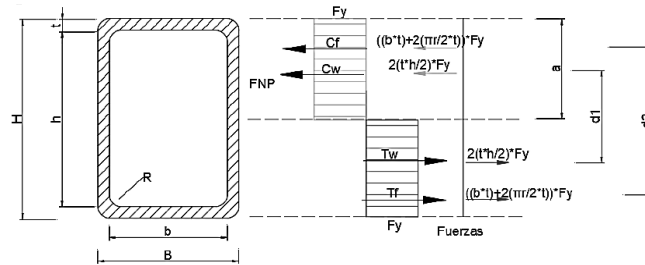 Fy
t
Cf
((b*t)+2(πr/2*t))*Fy
Cw
2(t*h/2)*Fy
FNP
a
d1
H
h
R
Tw
2(t*h/2)*Fy
Tf
((b*t)+2(πr/2*t))*Fy
b
Fy
Fuerzas
B